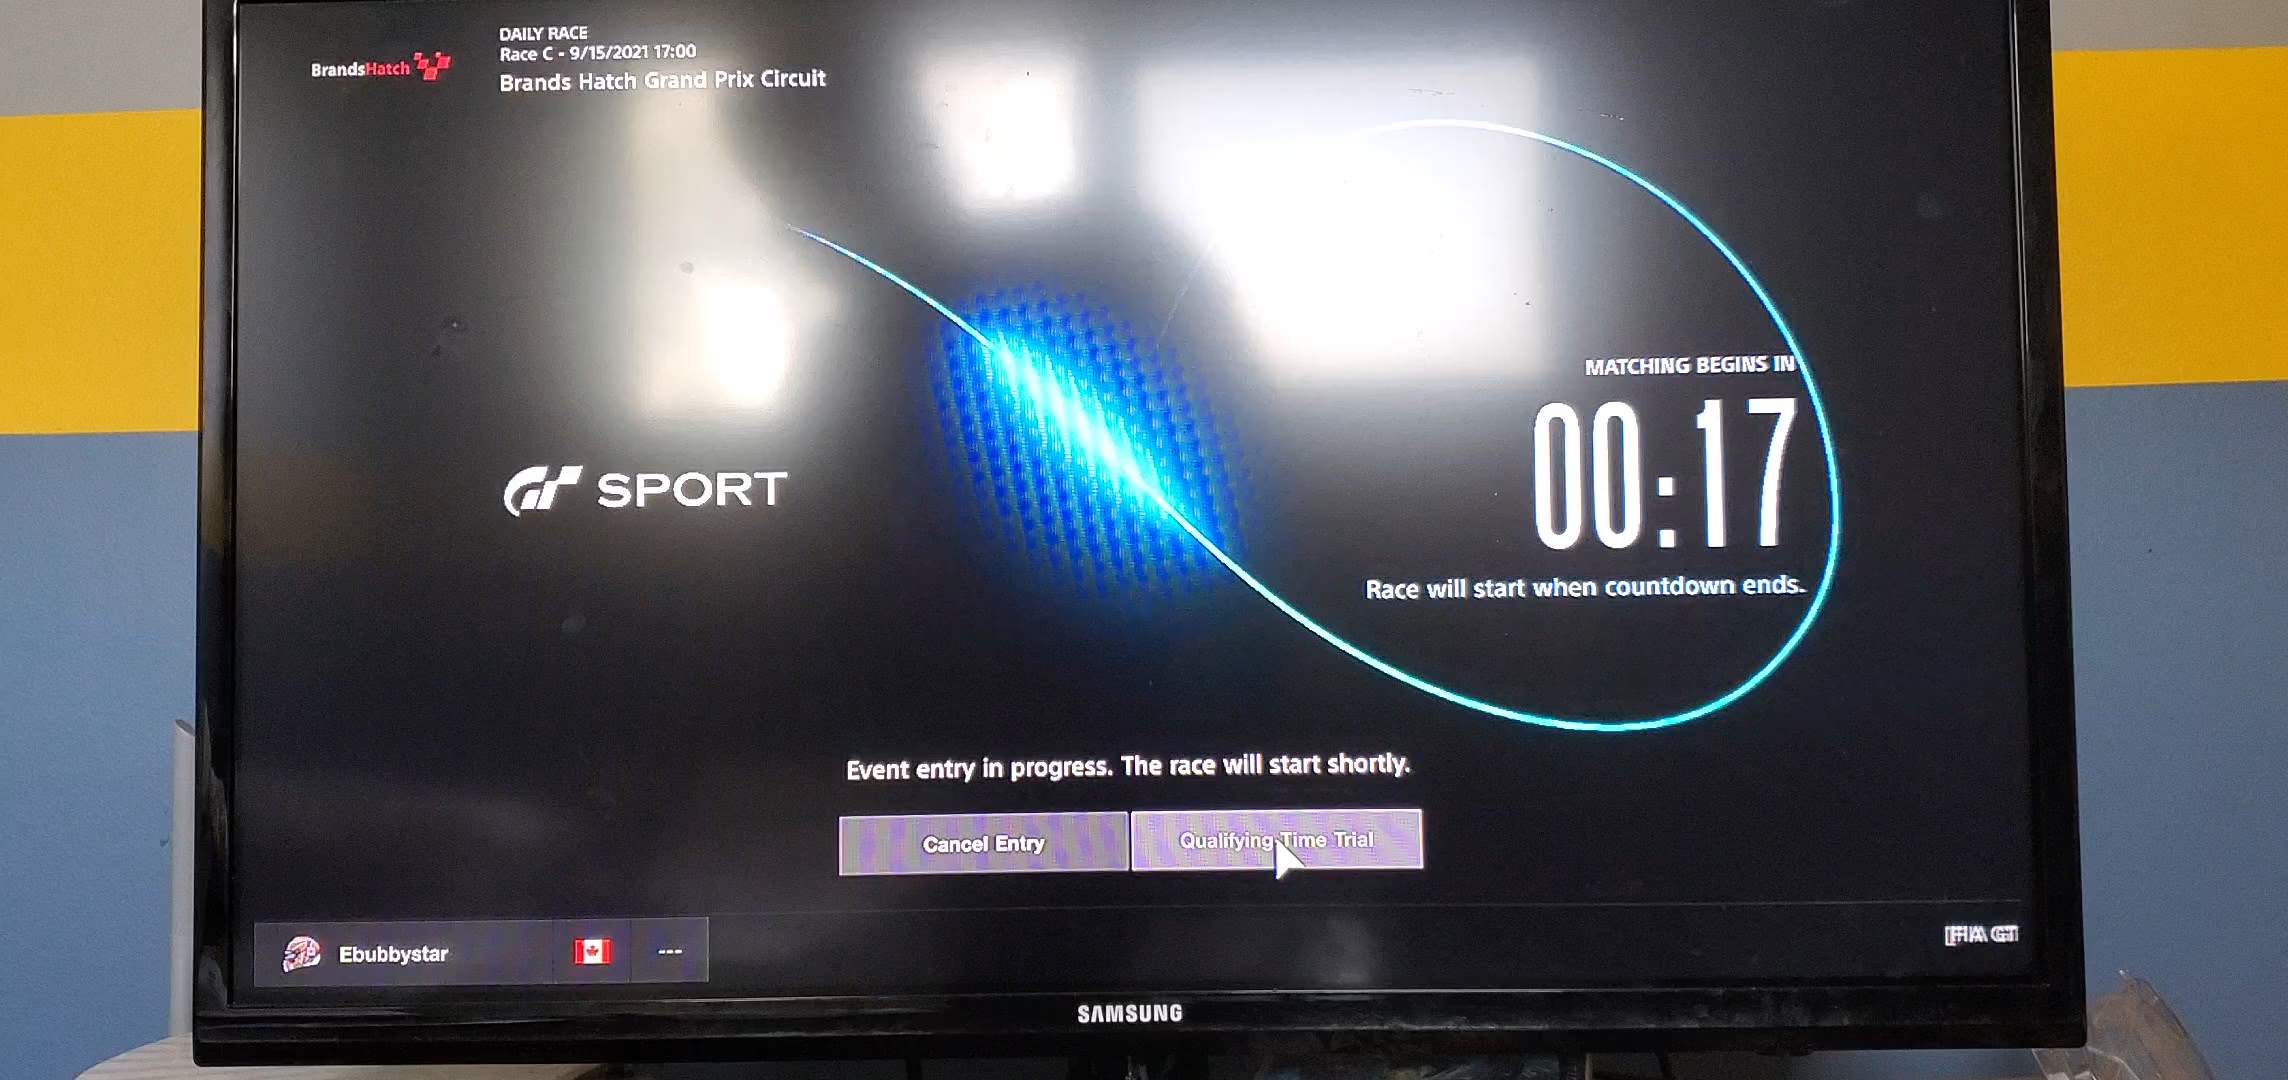 BrandsHatch
DAILY RACE
Race C - 9/15/2021 17:00
Brands Hatch Grand Prix Circuit
MATCHING BEGINS IN
00:17
Race will start when countdown ends.
GT SPORT
Event entry in progress. The race will start shortly.
Cancel Entry
Qualifying Time Trial
Ebubbystar
---
SAMSUNG